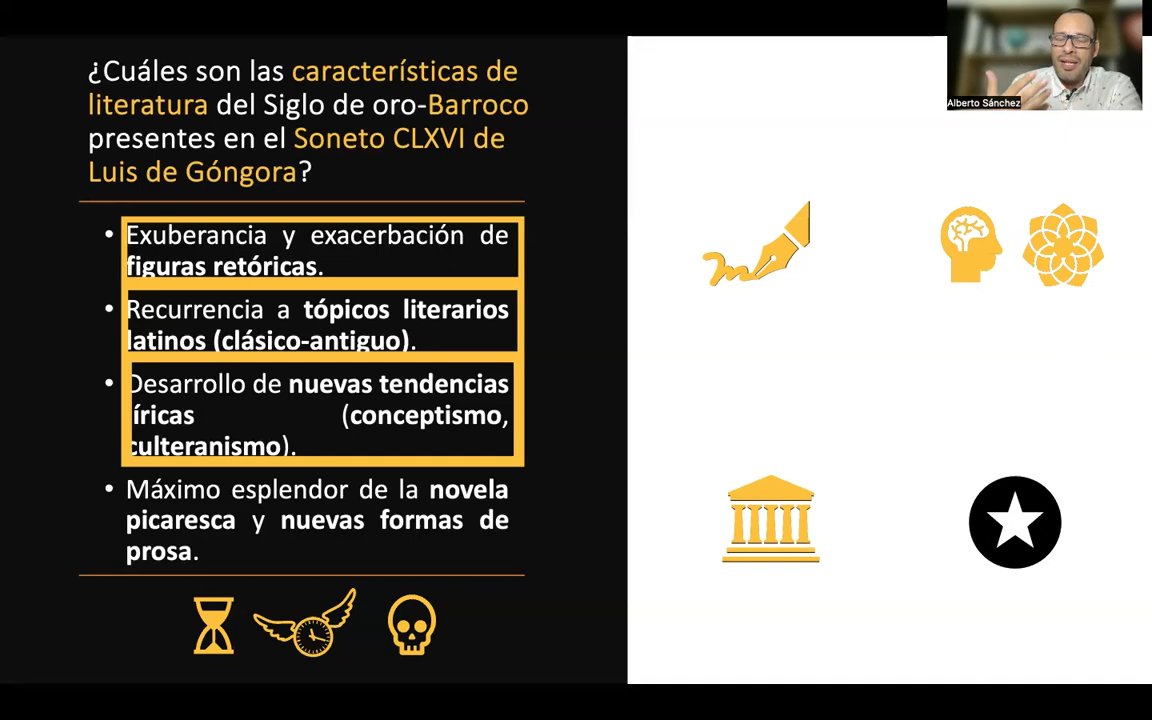 ¿Cuáles son las características de
literatura del Siglo de oro-Barroco
presentes en el Soneto CLXVI de
Luis de Góngora?
• Exuberancia y exacerbación de
figuras retóricas.
• Recurrencia a tópicos literarios
latinos (clásico-antiguo).
• Desarrollo de nuevas tendencias
líricas (conceptismo,
culteranismo).
• Máximo esplendor de la novela
picaresca y nuevas formas de
prosa.
Alberto Sánchez